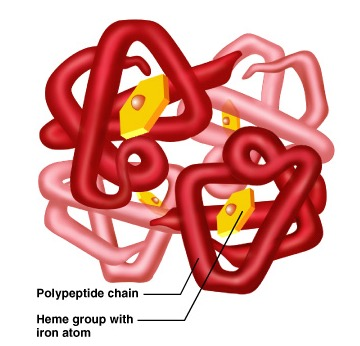 Polypeptide chain
Heme group with
iron atom